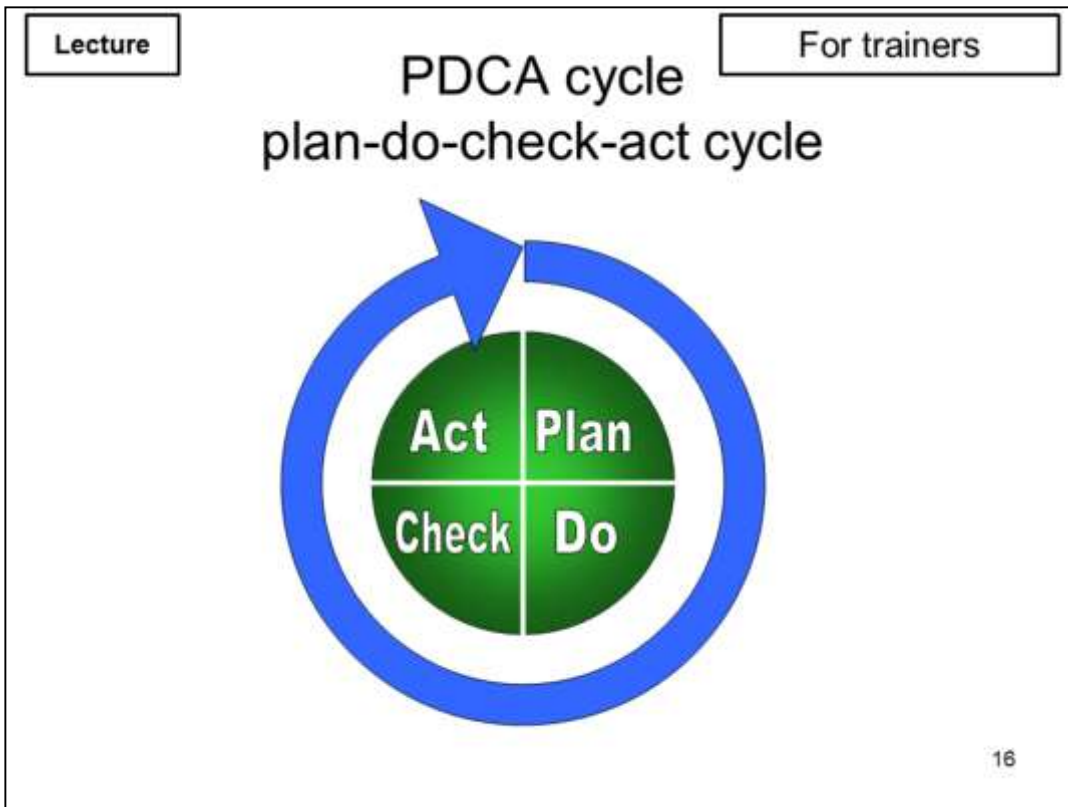 Lecture
For trainers
PDCA cycle
plan-do-check-act cycle
Act
Plan
Check
Do
16